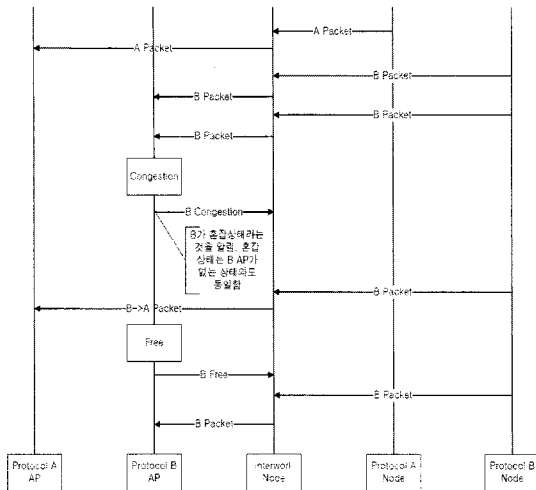 A Packet
A Packet
B Packet
B Packet
B Packet
B Packet
Congestion
B Congestion
B가 혼잡상태라는
것을 알림. 혼잡
상태는 B AP가
없는 상태와도
동일함
B Packet
B->A Packet
Free
B Free
B Packet
B Packet
Protocol A
AP
Protocol B
AP
Interwork
Node
Protocol A
Node
Protocol B
Node